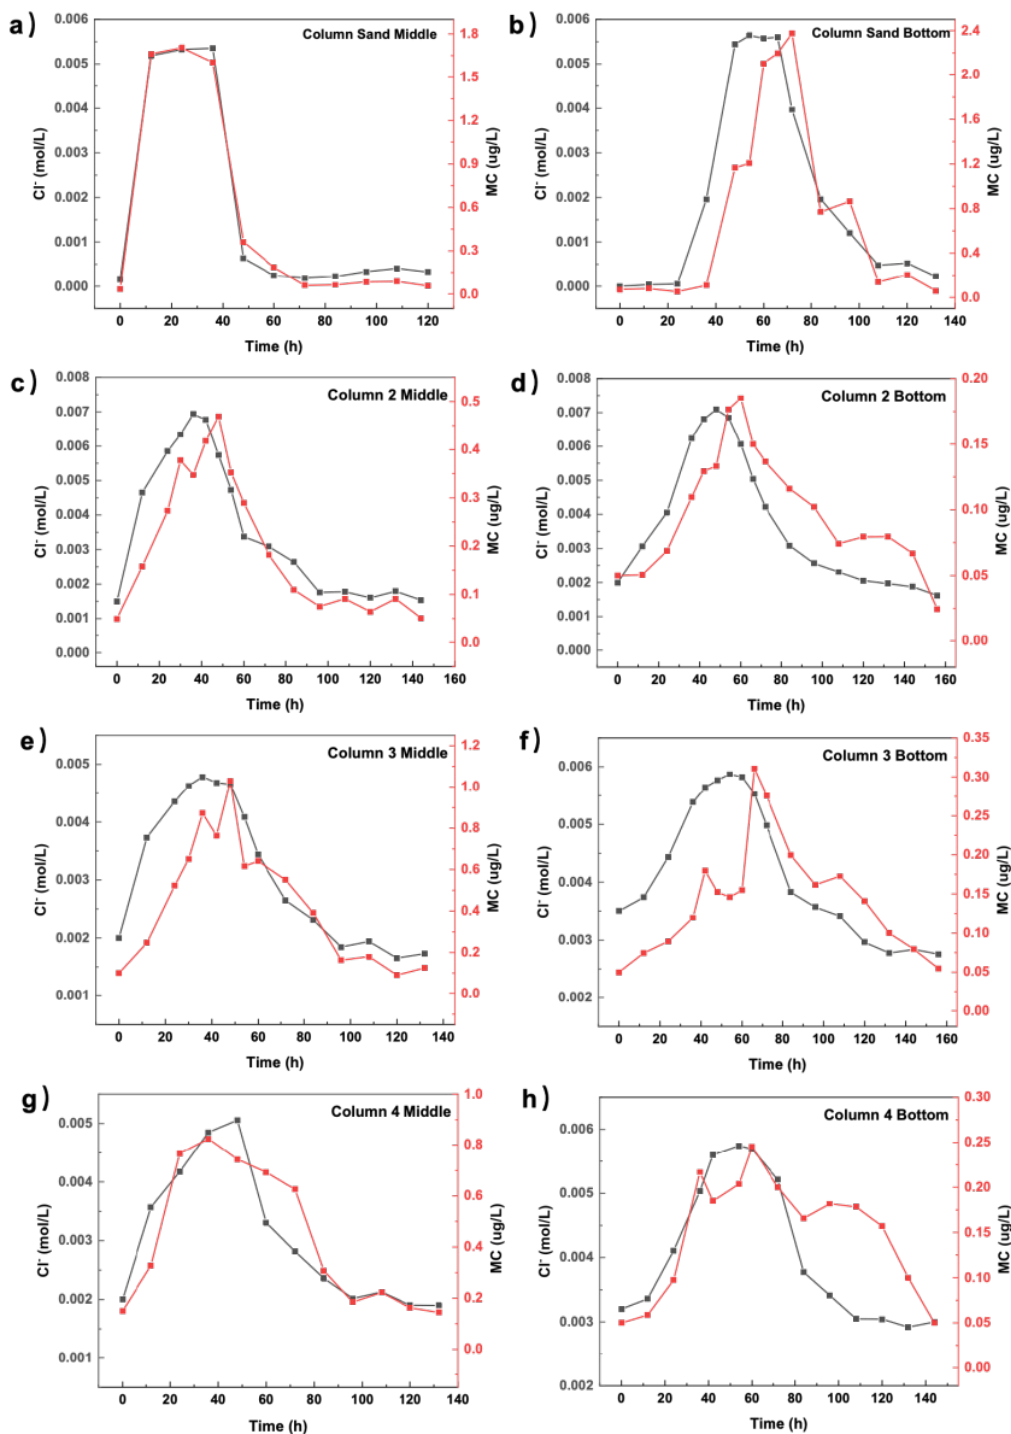 a)
Column Sand Middle
Cl⁻ (mol/L)
0.006
0.005
0.004
0.003
0.002
0.001
0.000
MC (ug/L)
1.8
1.5
1.2
0.9
0.6
0.3
0.0
0 20 40 60 80 100 120
Time (h)
b)
Column Sand Bottom
Cl⁻ (mol/L)
0.006
0.005
0.004
0.003
0.002
0.001
0.000
MC (ug/L)
2.4
2.0
1.6
1.2
0.8
0.4
0.0
0 20 40 60 80 100 120 140
Time (h)
c)
Column 2 Middle
Cl⁻ (mol/L)
0.008
0.007
0.006
0.005
0.004
0.003
0.002
0.001
0.000
MC (ug/L)
0.5
0.4
0.3
0.2
0.1
0.0
0 20 40 60 80 100 120 140 160
Time (h)
d)
Column 2 Bottom
Cl⁻ (mol/L)
0.008
0.007
0.006
0.005
0.004
0.003
0.002
0.001
0.000
MC (ug/L)
0.20
0.15
0.10
0.05
0.00
0 20 40 60 80 100 120 140 160
Time (h)
e)
Column 3 Middle
Cl⁻ (mol/L)
0.005
0.004
0.003
0.002
0.001
MC (ug/L)
1.2
1.0
0.8
0.6
0.4
0.2
0.0
0 20 40 60 80 100 120 140
Time (h)
f)
Column 3 Bottom
Cl⁻ (mol/L)
0.006
0.005
0.004
0.003
0.002
MC (ug/L)
0.35
0.30
0.25
0.20
0.15
0.10
0.05
0.00
0 20 40 60 80 100 120 140 160
Time (h)
g)
Column 4 Middle
Cl⁻ (mol/L)
0.005
0.004
0.003
0.002
0.001
MC (ug/L)
1.0
0.8
0.6
0.4
0.2
0.0
0 20 40 60 80 100 120 140
Time (h)
h)
Column 4 Bottom
Cl⁻ (mol/L)
0.006
0.005
0.004
0.003
0.002
MC (ug/L)
0.30
0.25
0.20
0.15
0.10
0.05
0.00
0 20 40 60 80 100 120 140
Time (h)